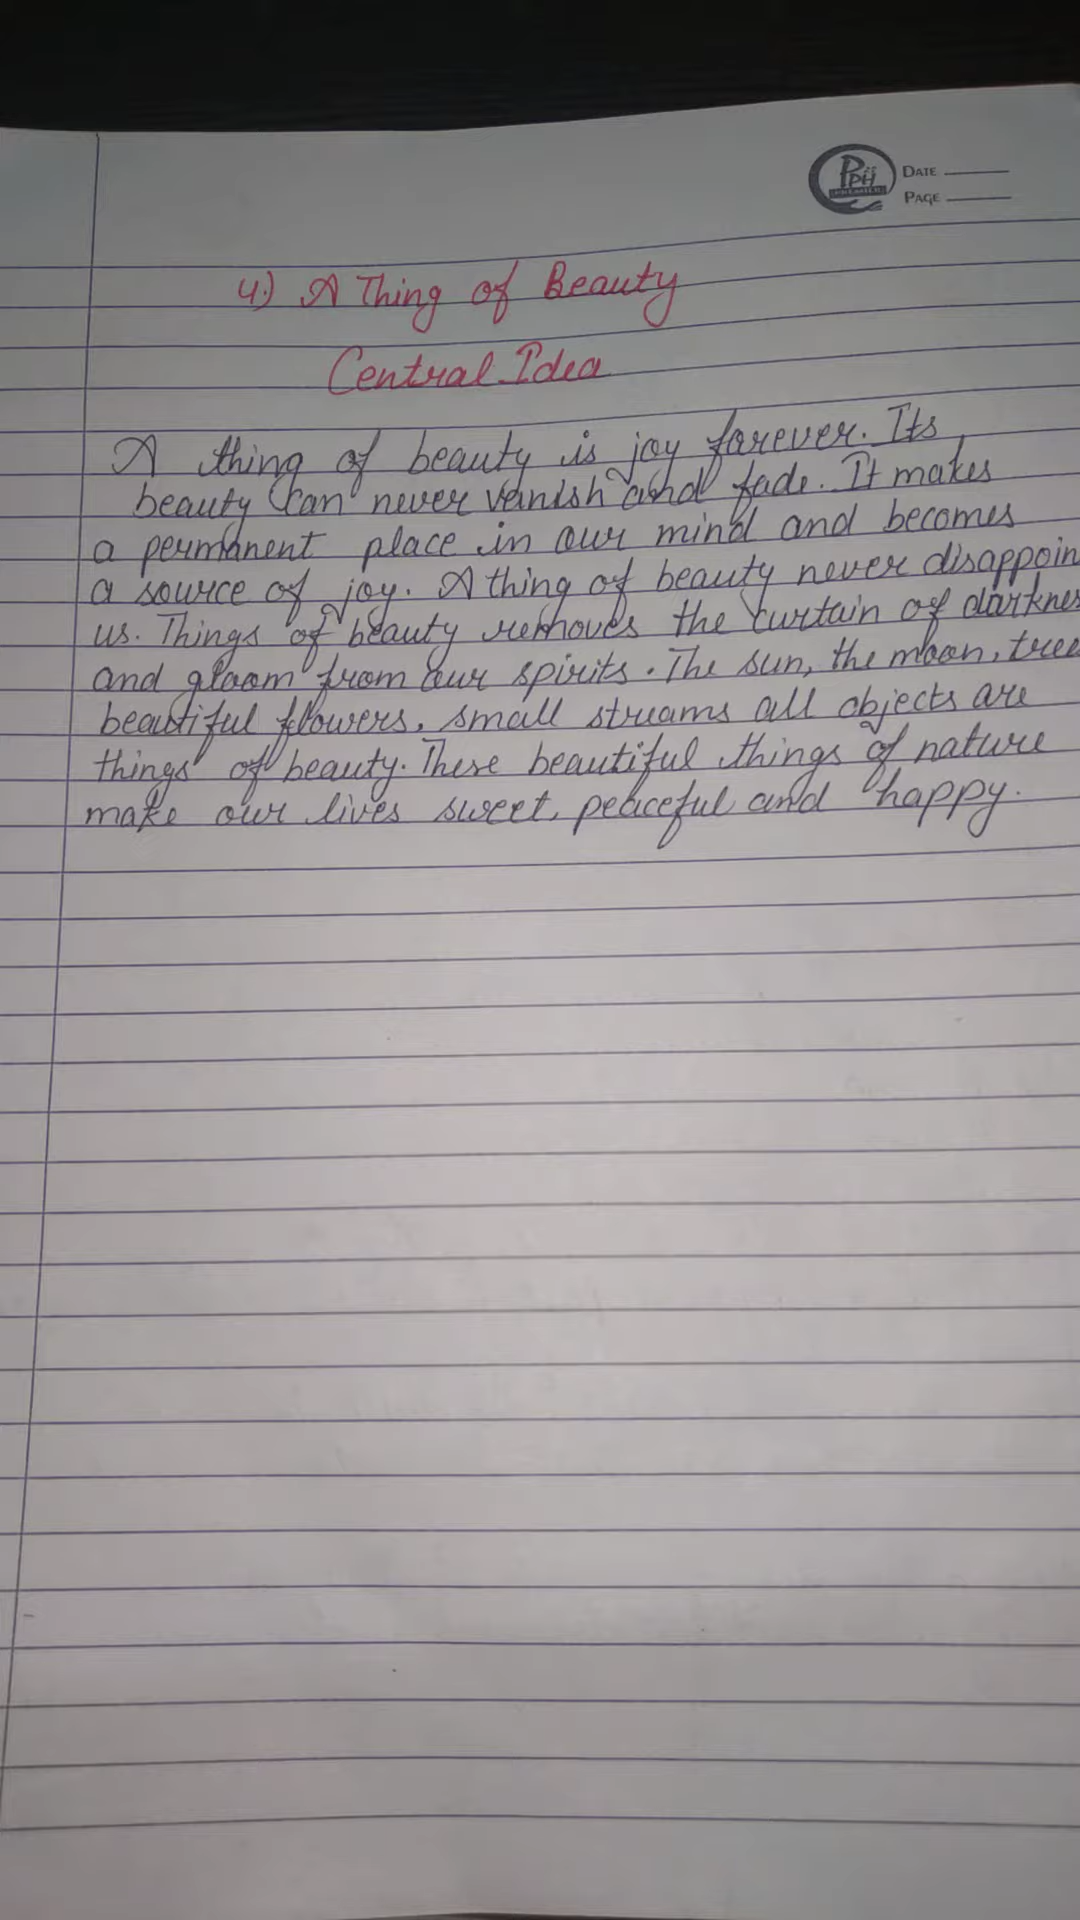 PPH
DATE
PAGE
4.) A Thing of Beauty
Central Idea
A thing of beauty is joy forever. Its
beauty can never vanish and fade. It makes
a permanent place in our mind and becomes
a source of joy. A thing of beauty never disappoin
us. Things of beauty removes the curtain of darknes
and gloom from our spirits. The sun, the moon, tree
beautiful flowers, small streams all objects are
things of beauty. These beautiful things of nature
make our lives sweet, peaceful and happy.